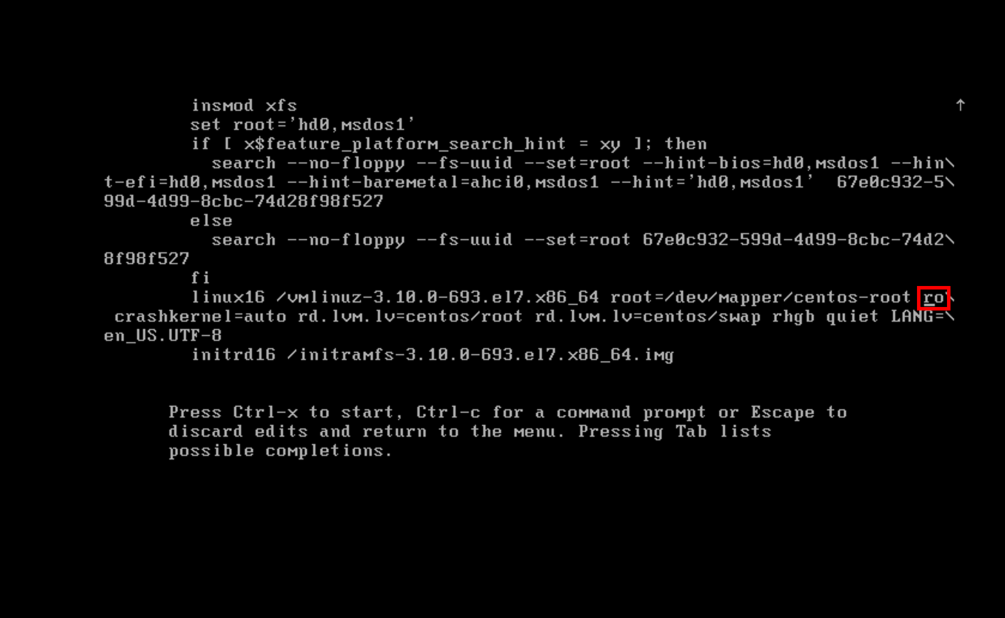 insmod xfs ↑
set root='hd0,msdos1'
if [ x$feature_platform_search_hint = xy ]; then
search --no-floppy --fs-uuid --set=root --hint-bios=hd0,msdos1 --hin\
t-efi=hd0,msdos1 --hint-baremetal=ahci0,msdos1 --hint='hd0,msdos1'  67e0c932-5\
99d-4d99-8cbc-74d28f98f527
else
search --no-floppy --fs-uuid --set=root 67e0c932-599d-4d99-8cbc-74d2\
8f98f527
fi
linux16 /vmlinuz-3.10.0-693.el7.x86_64 root=/dev/mapper/centos-root ro\
crashkernel=auto rd.lvm.lv=centos/root rd.lvm.lv=centos/swap rhgb quiet LANG=\
en_US.UTF-8
initrd16 /initramfs-3.10.0-693.el7.x86_64.img
Press Ctrl-x to start, Ctrl-c for a command prompt or Escape to
discard edits and return to the menu. Pressing Tab lists
possible completions.